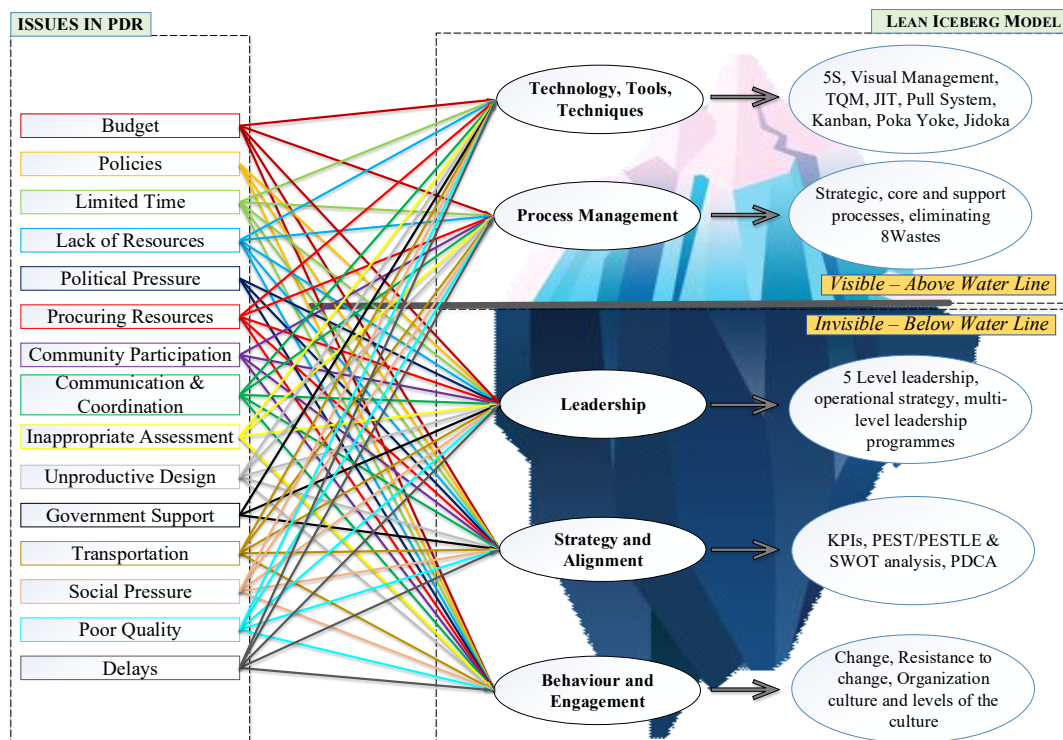 ISSUES IN PDR
LEAN ICEBERG MODEL
Budget
Policies
Limited Time
Lack of Resources
Political Pressure
Procuring Resources
Community Participation
Communication &
Coordination
Inappropriate Assessment
Unproductive Design
Government Support
Transportation
Social Pressure
Poor Quality
Delays
Technology, Tools,
Techniques
5S, Visual Management,
TQM, JIT, Pull System,
Kanban, Poka Yoke, Jidoka
Process Management
Strategic, core and support
processes, eliminating
8Wastes
Visible – Above Water Line
Invisible – Below Water Line
Leadership
5 Level leadership,
operational strategy, multi-
level leadership
programmes
Strategy and
Alignment
KPIs, PEST/PESTLE &
SWOT analysis, PDCA
Behaviour and
Engagement
Change, Resistance to
change, Organization
culture and levels of the
culture